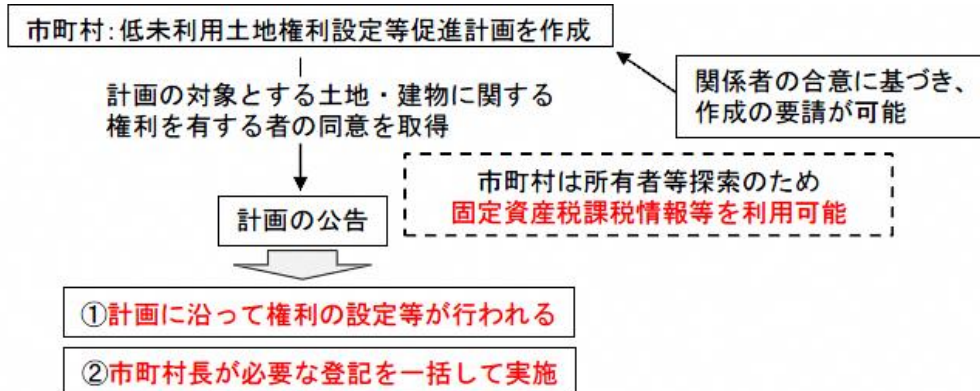 市町村：低未利用土地権利設定等促進計画を作成
関係者の合意に基づき、
作成の要請が可能
計画の対象とする土地・建物に関する
権利を有する者の同意を取得
市町村は所有者等探索のため
固定資産税課税情報等を利用可能
計画の公告
①計画に沿って権利の設定等が行われる
②市町村長が必要な登記を一括して実施